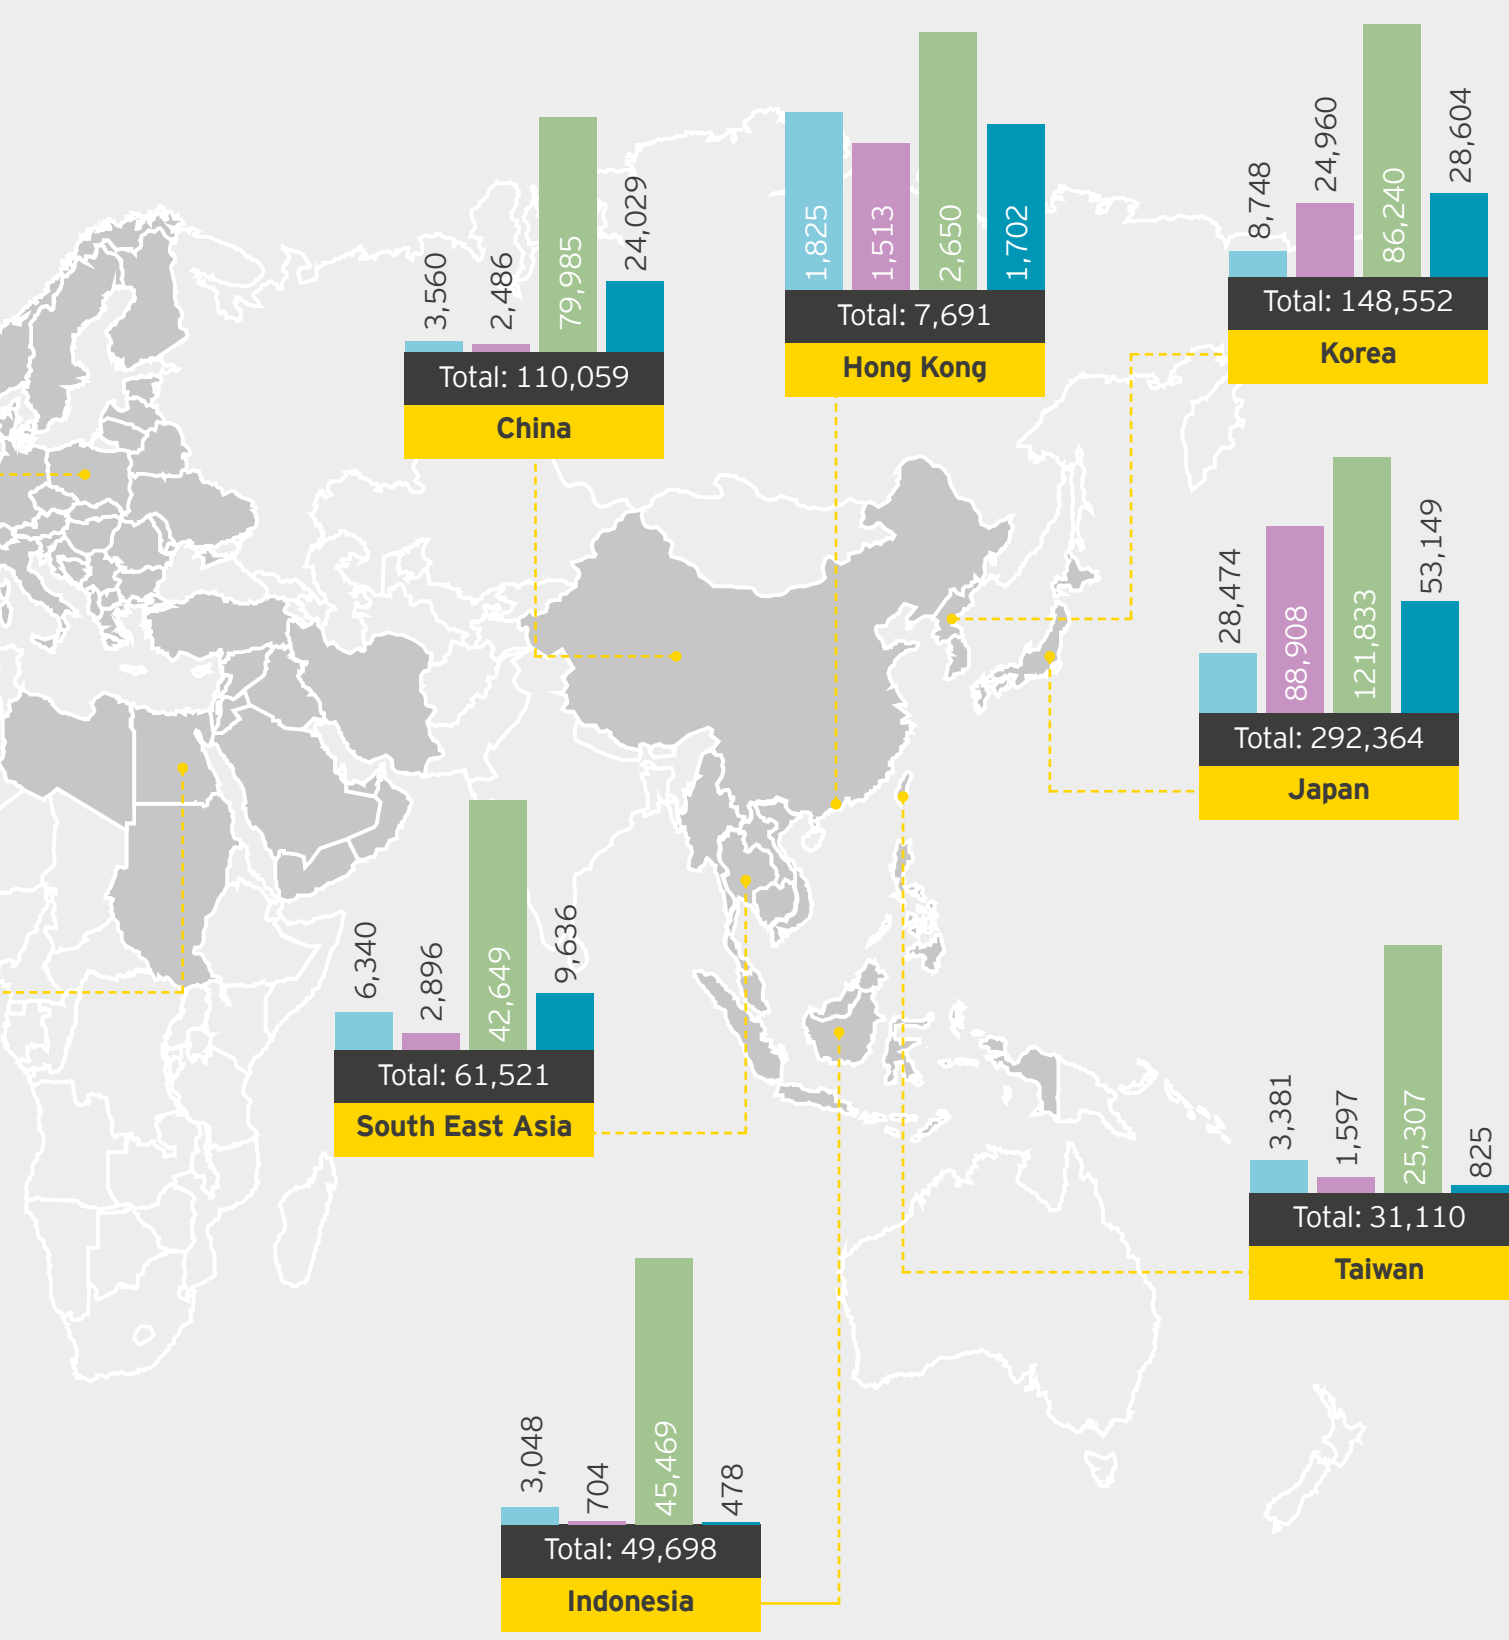 3,560
2,486
79,985
24,029
Total: 110,059
China
1,825
1,513
2,650
1,702
Total: 7,691
Hong Kong
8,748
24,960
86,240
28,604
Total: 148,552
Korea
28,474
88,908
121,833
53,149
Total: 292,364
Japan
6,340
2,896
42,649
9,636
Total: 61,521
South East Asia
3,381
1,597
25,307
825
Total: 31,110
Taiwan
3,048
704
45,469
478
Total: 49,698
Indonesia